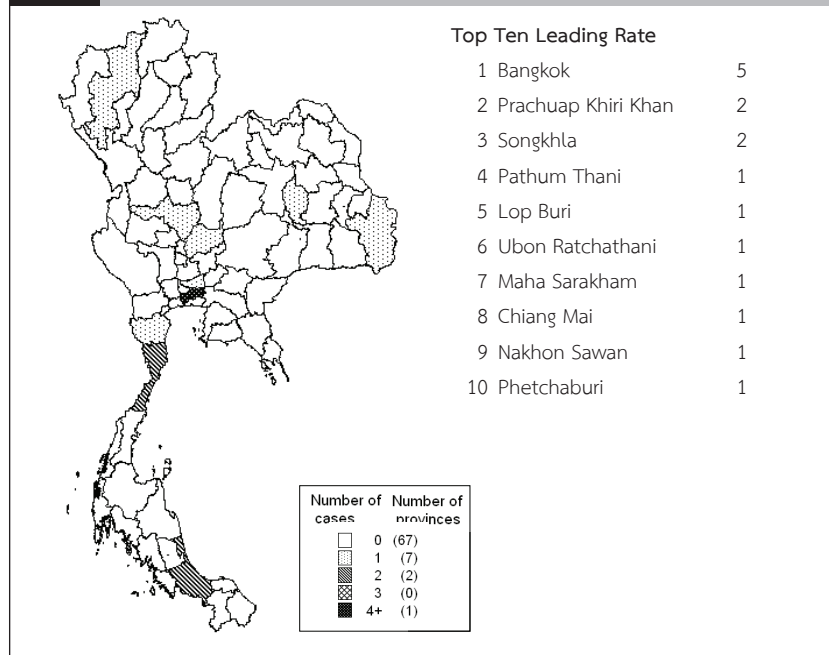 Top Ten Leading Rate
1 Bangkok 5
2 Prachuap Khiri Khan 2
3 Songkhla 2
4 Pathum Thani 1
5 Lop Buri 1
6 Ubon Ratchathani 1
7 Maha Sarakham 1
8 Chiang Mai 1
9 Nakhon Sawan 1
10 Phetchaburi 1
Number of Number of
cases provinces
0 (67)
1 (7)
2 (2)
3 (0)
4+ (1)